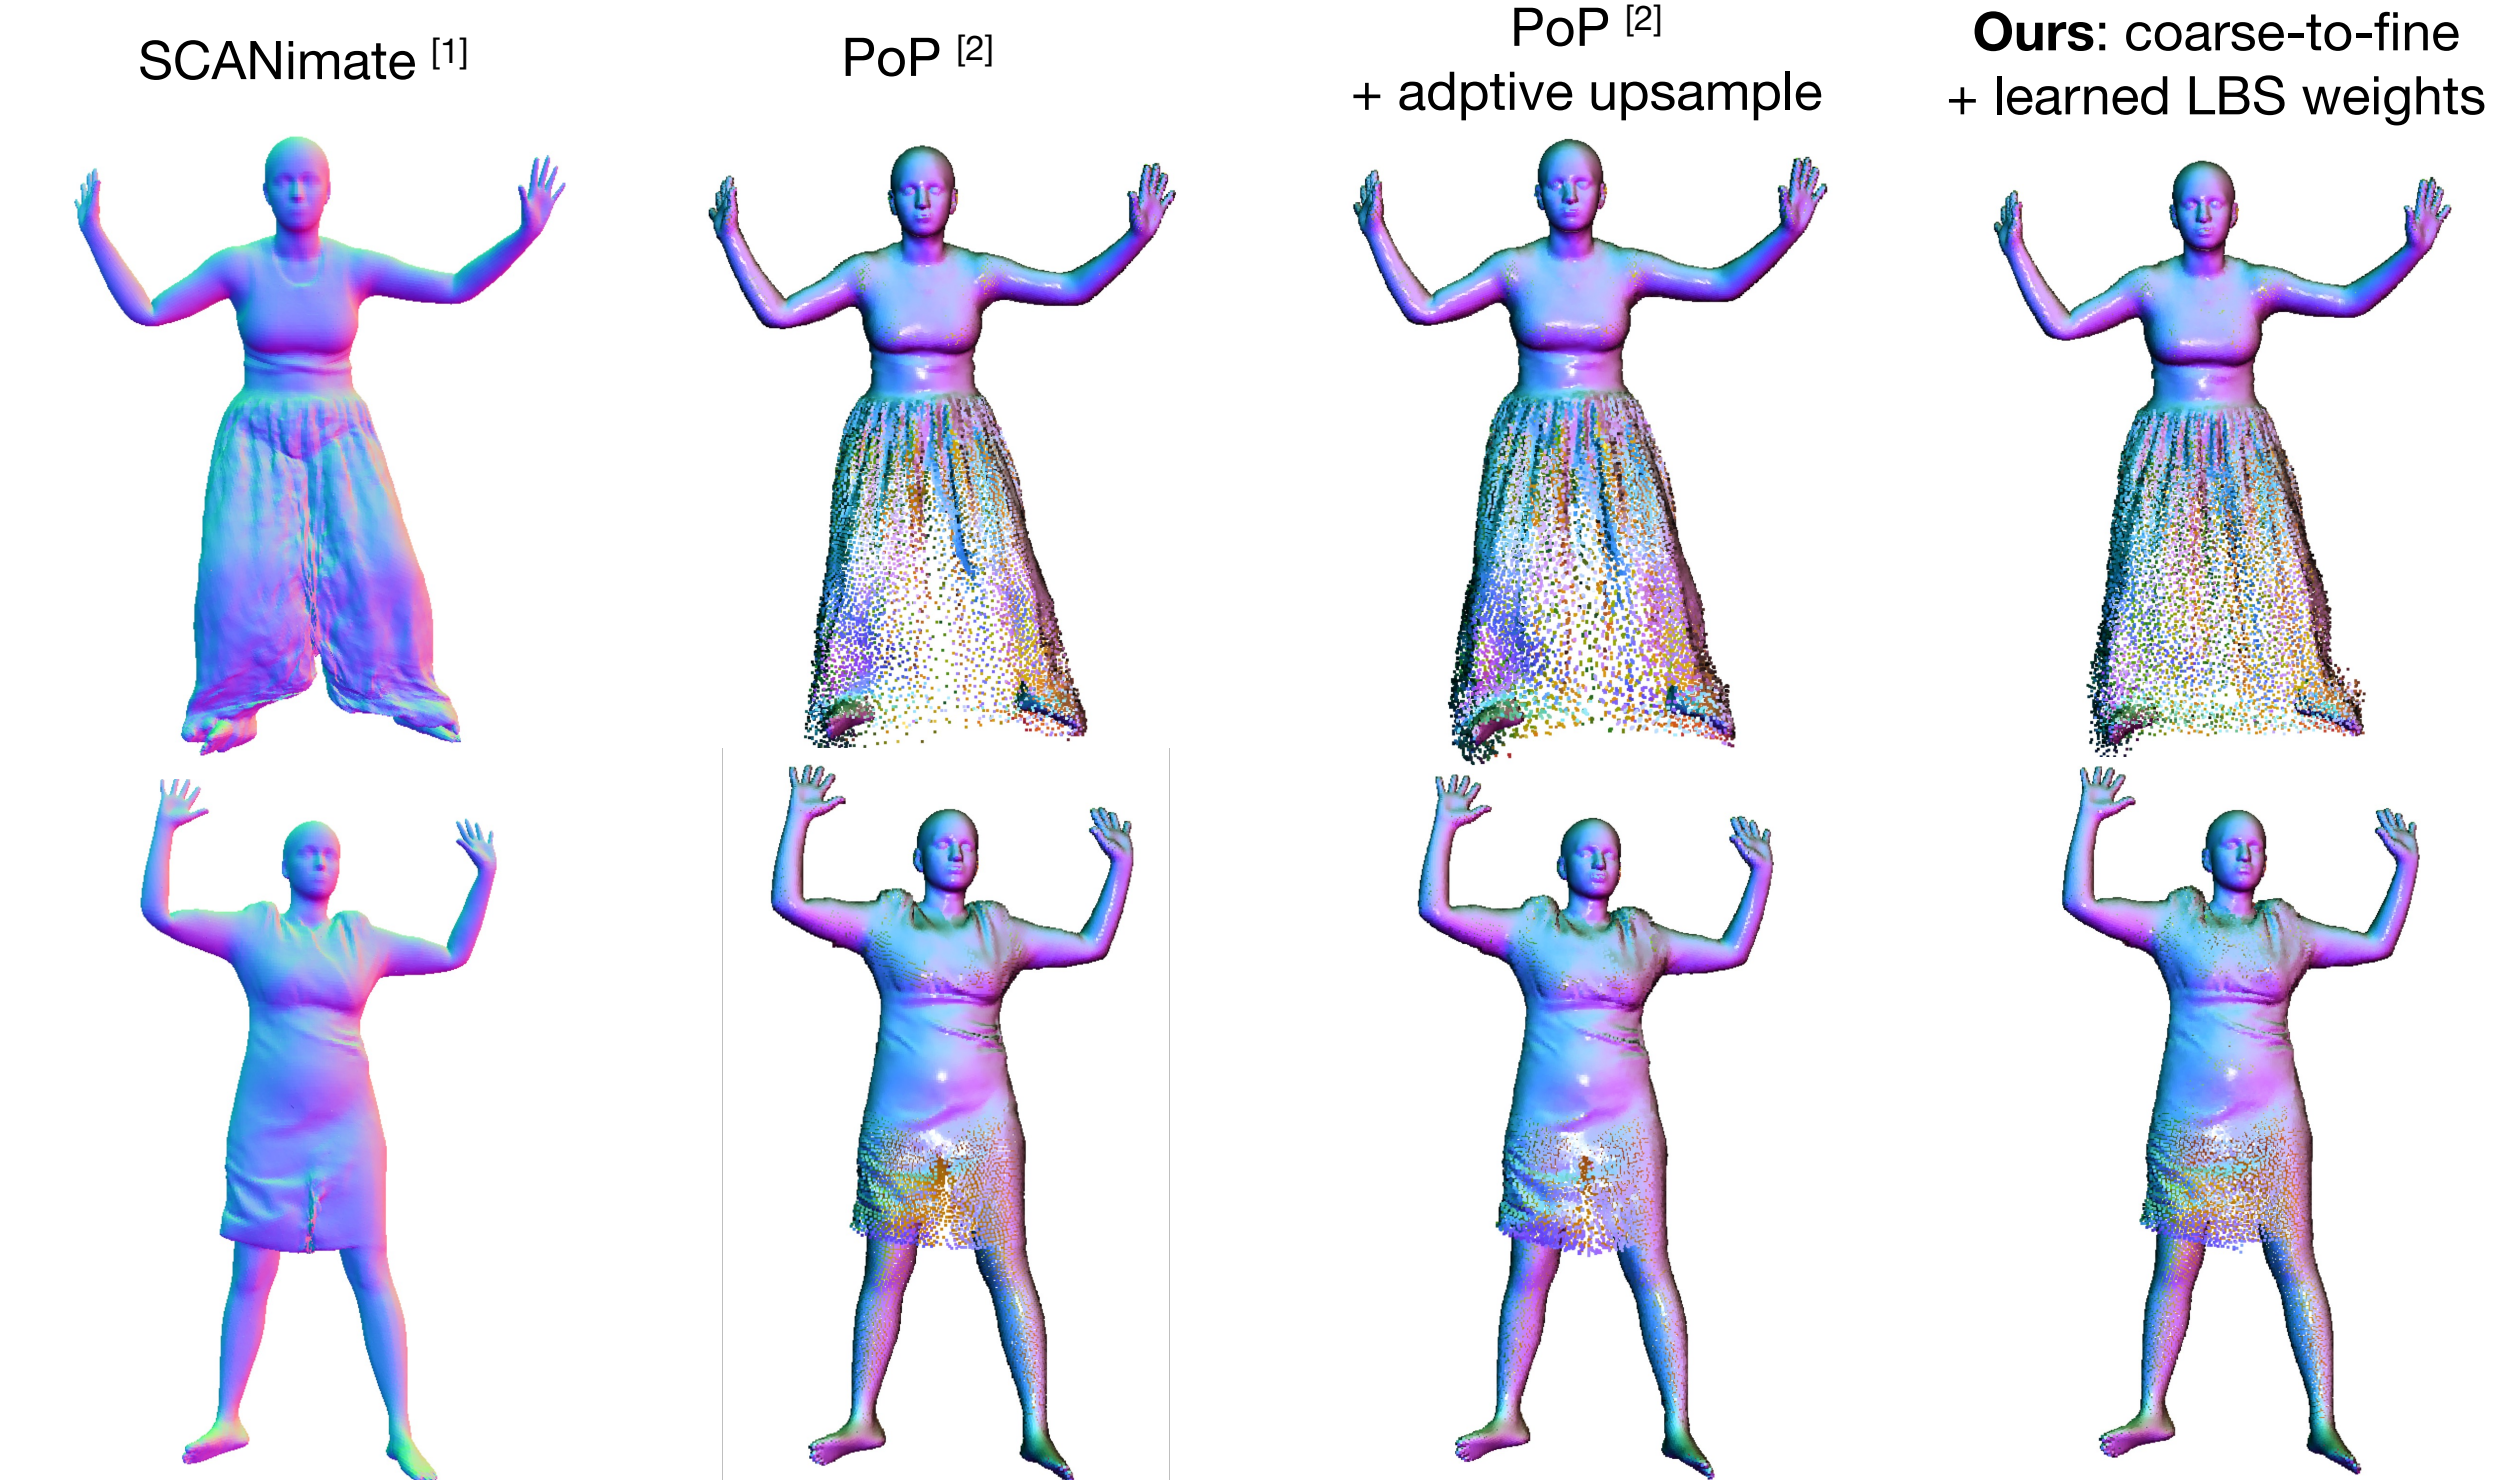 SCANimate [1]
PoP [2]
PoP [2]
+ adptive upsample
Ours: coarse-to-fine
+ learned LBS weights